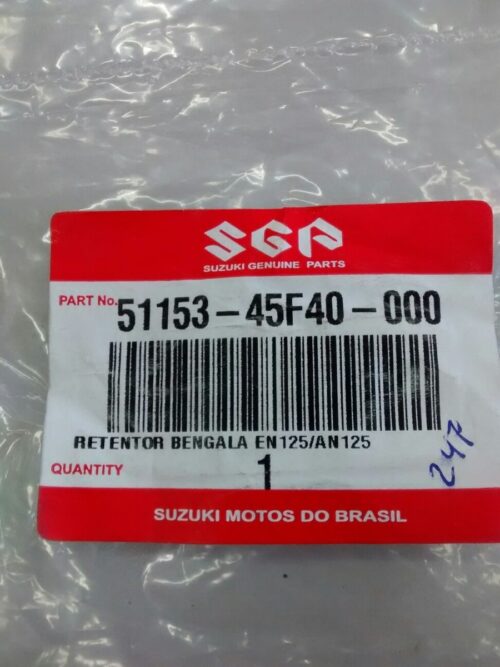 SGP
SUZUKI GENUINE PARTS
PART No. 51153-45F40-000
RETENTOR BENGALA EN125/AN125
QUANTITY 1
247
SUZUKI MOTOS DO BRASIL